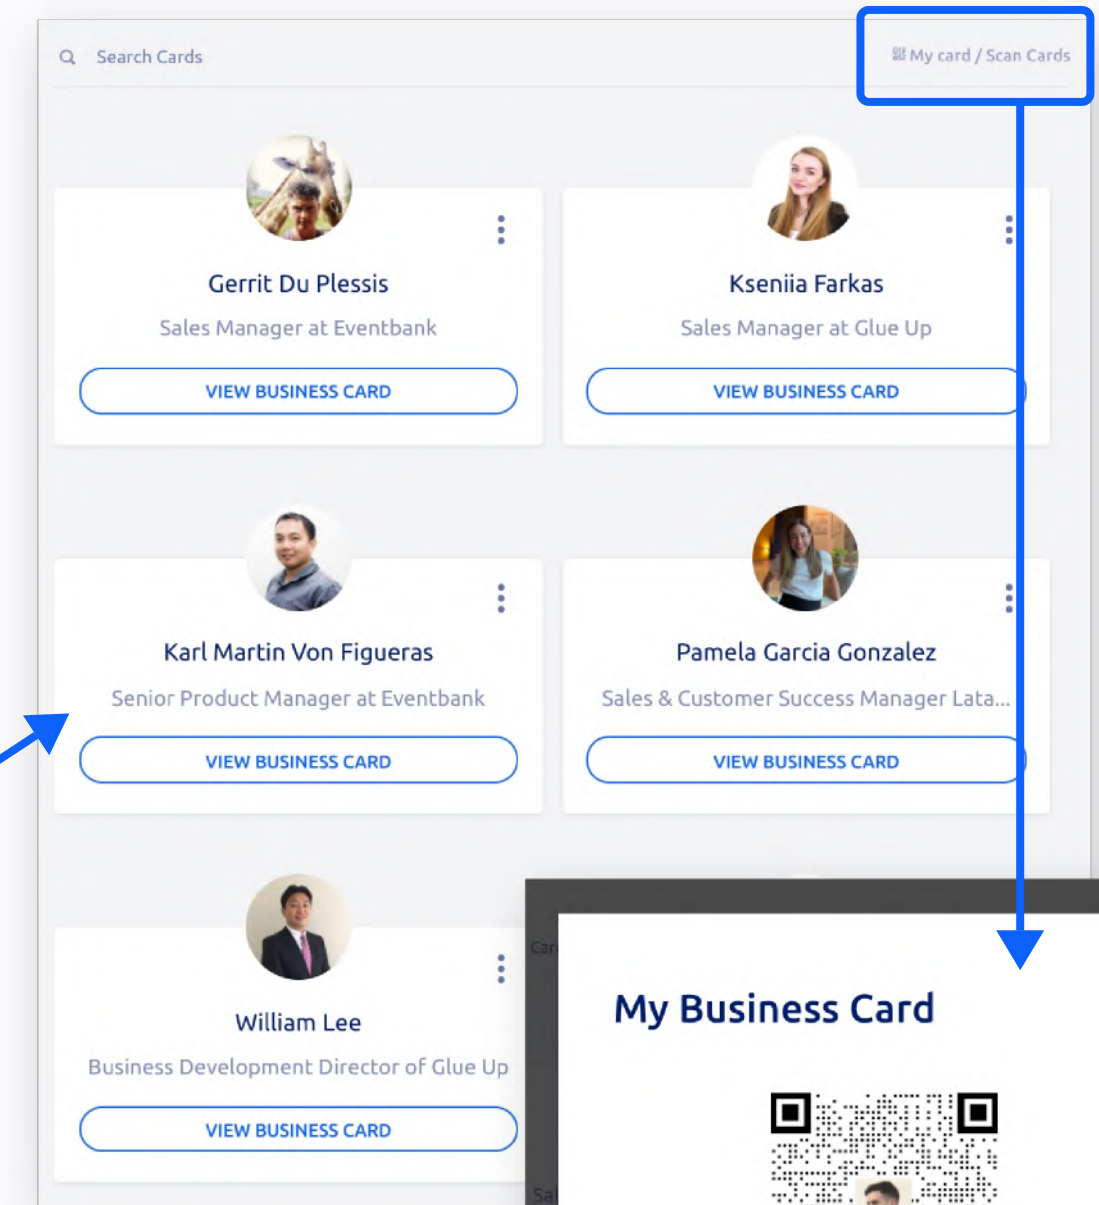 Search Cards
My card / Scan Cards
Gerrit Du Plessis
Sales Manager at Eventbank
VIEW BUSINESS CARD
Kseniia Farkas
Sales Manager at Glue Up
VIEW BUSINESS CARD
Karl Martin Von Figueras
Senior Product Manager at Eventbank
VIEW BUSINESS CARD
Pamela Garcia Gonzalez
Sales & Customer Success Manager Lata...
VIEW BUSINESS CARD
William Lee
Business Development Director of Glue Up
VIEW BUSINESS CARD
My Business Card